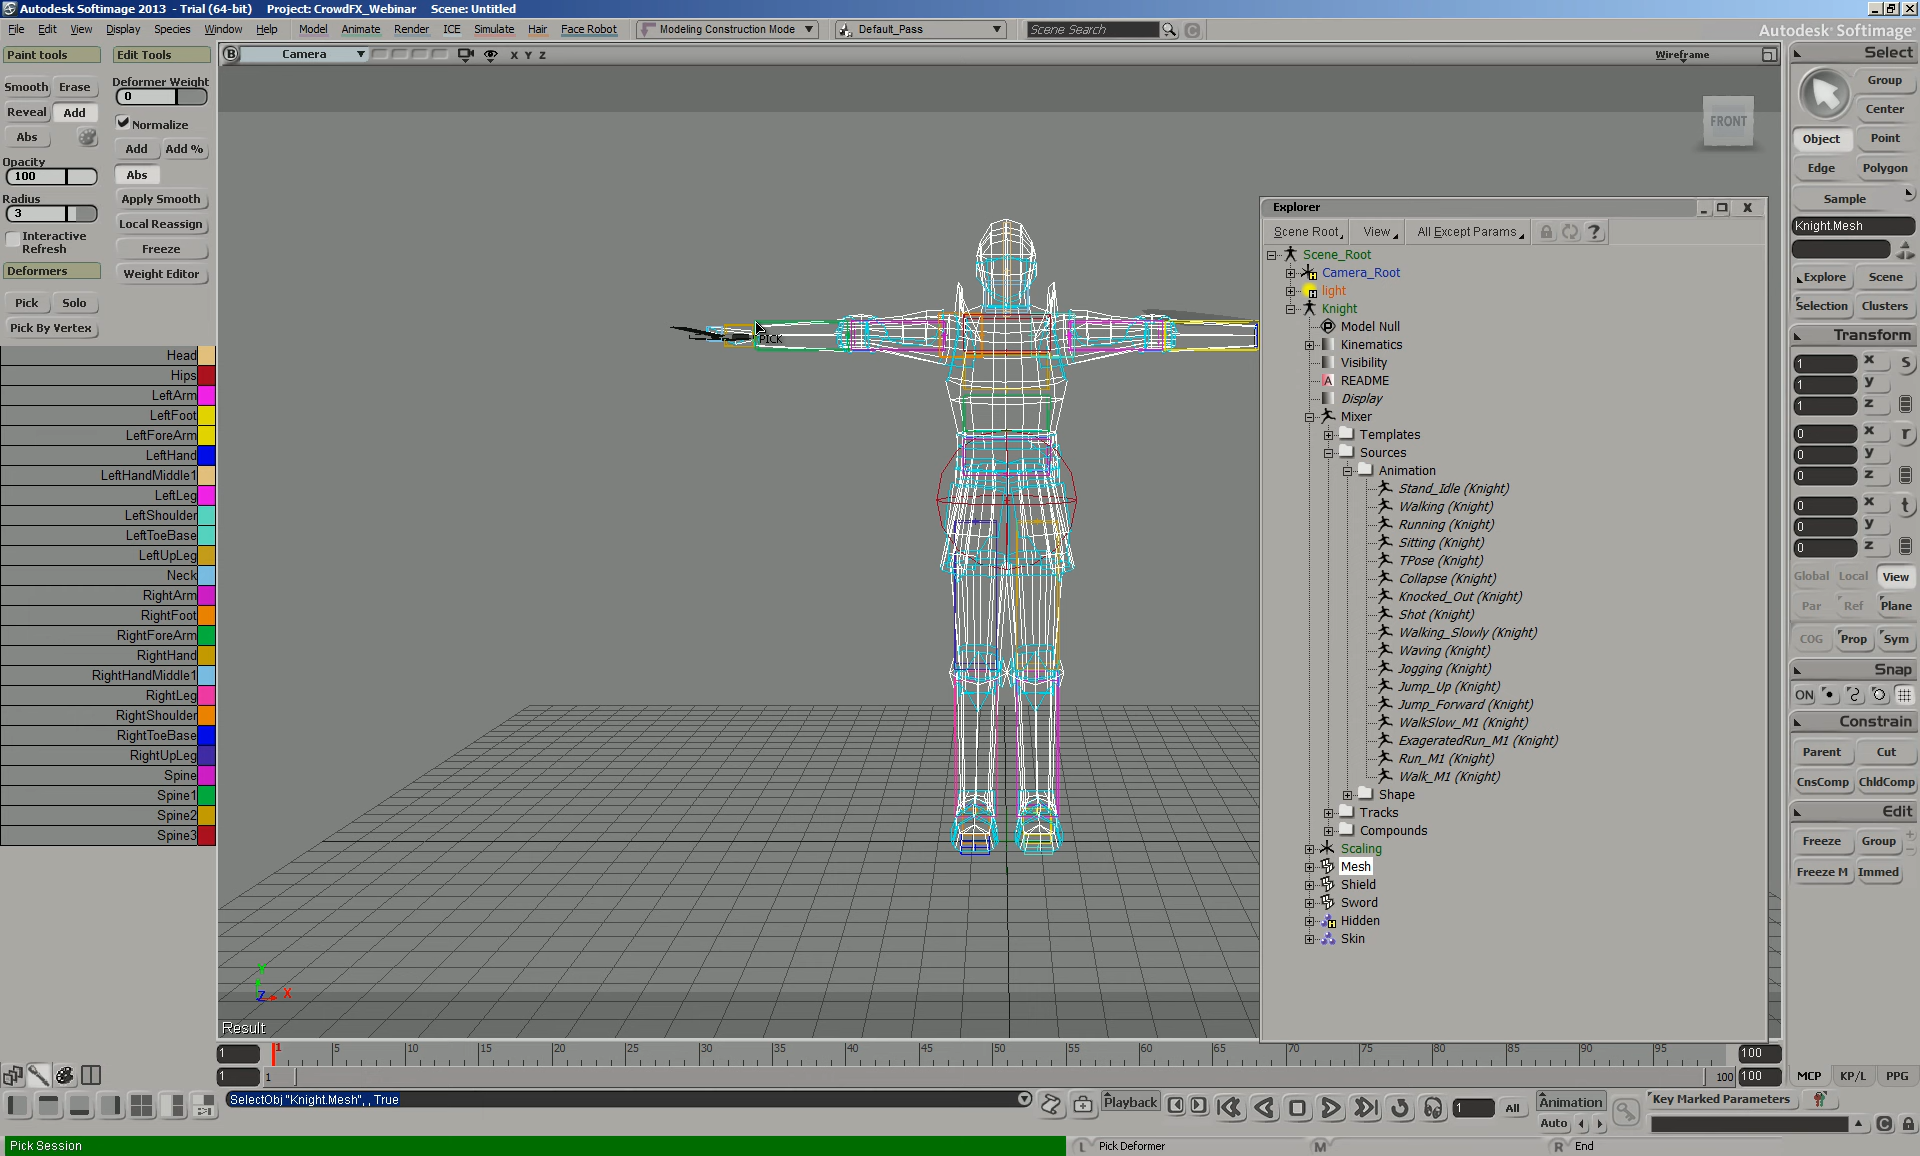 Autodesk Softimage 2013 - Trial (64-bit)    Project: CrowdFX_Webinar    Scene: Untitled
File Edit View Display Species Window Help Model Animate Render ICE Simulate Hair Face Robot Modeling Construction Mode Default_Pass Scene Search Autodesk® Softimage®
Paint tools Edit Tools
B Camera X Y Z Wireframe
Smooth Erase
Reveal Add
Abs
Opacity
100
Radius
3
Interactive
Refresh
Deformers
Pick Solo
Pick By Vertex
Deformer Weight
0
Normalize
Add Add %
Abs
Apply Smooth
Local Reassign
Freeze
Weight Editor
Head
Hips
LeftArm
LeftFoot
LeftForeArm
LeftHand
LeftHandMiddle1
LeftLeg
LeftShoulder
LeftToeBase
LeftUpLeg
Neck
RightArm
RightFoot
RightForeArm
RightHand
RightHandMiddle1
RightLeg
RightShoulder
RightToeBase
RightUpLeg
Spine
Spine1
Spine2
Spine3
FRONT
PICK
Y
Z X
Result
Explorer
Scene Root View All Except Params ?
Scene_Root
Camera_Root
light
Knight
Model Null
Kinematics
Visibility
README
Display
Mixer
Templates
Sources
Animation
Stand_Idle (Knight)
Walking (Knight)
Running (Knight)
Sitting (Knight)
TPose (Knight)
Collapse (Knight)
Knocked_Out (Knight)
Shot (Knight)
Walking_Slowly (Knight)
Waving (Knight)
Jogging (Knight)
Jump_Up (Knight)
Jump_Forward (Knight)
WalkSlow_M1 (Knight)
ExageratedRun_M1 (Knight)
Run_M1 (Knight)
Walk_M1 (Knight)
Shape
Tracks
Compounds
Scaling
Mesh
Shield
Sword
Hidden
Skin
Select
Group
Center
Object Point
Edge Polygon
Sample
Knight.Mesh
Explore Scene
Selection Clusters
Transform
1 x s
1 y
1 z
0 x r
0 y
0 z
0 x t
0 y
0 z
Global Local View
Par Ref Plane
COG Prop Sym
Snap
ON
Constrain
Parent Cut
CnsComp ChldComp
Edit
Freeze Group
Freeze M Immed
1 1 5 10 15 20 25 30 35 40 45 50 55 60 65 70 75 80 85 90 95 100
1 1 100 100
MCP KP/L PPG
SelectObj "Knight.Mesh", , True
Playback 1 All Animation Key Marked Parameters
Auto
Pick Session L Pick Deformer M R End